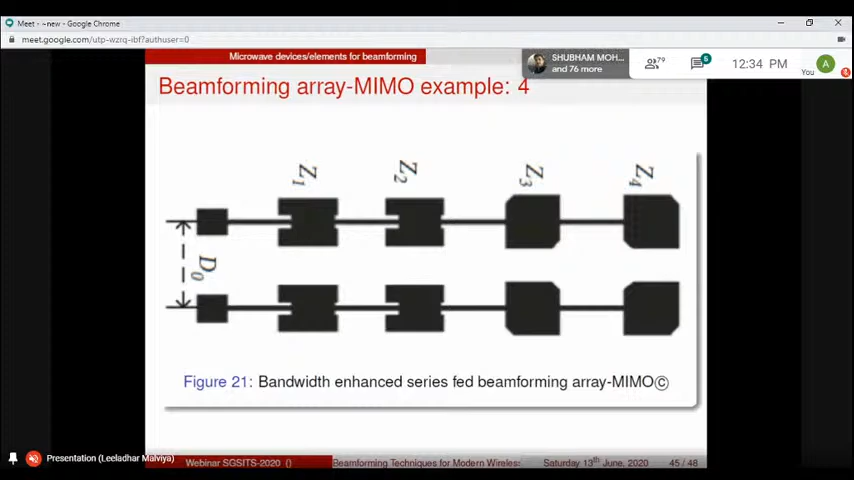 Meet - ~new - Google Chrome
meet.google.com/utp-wzrq-ibf?authuser=0
Microwave devices/elements for beamforming
SHUBHAM MOH...
and 76 more
79
5
12:34 PM
You
A
Beamforming array-MIMO example: 4
Z1
Z2
Z3
Z4
D0
Figure 21: Bandwidth enhanced series fed beamforming array-MIMO©
Presentation (Leeladhar Malviya)
Webinar SGSITS-2020 ()
Beamforming Techniques for Modern Wireless
Saturday 13th June, 2020
45 / 48